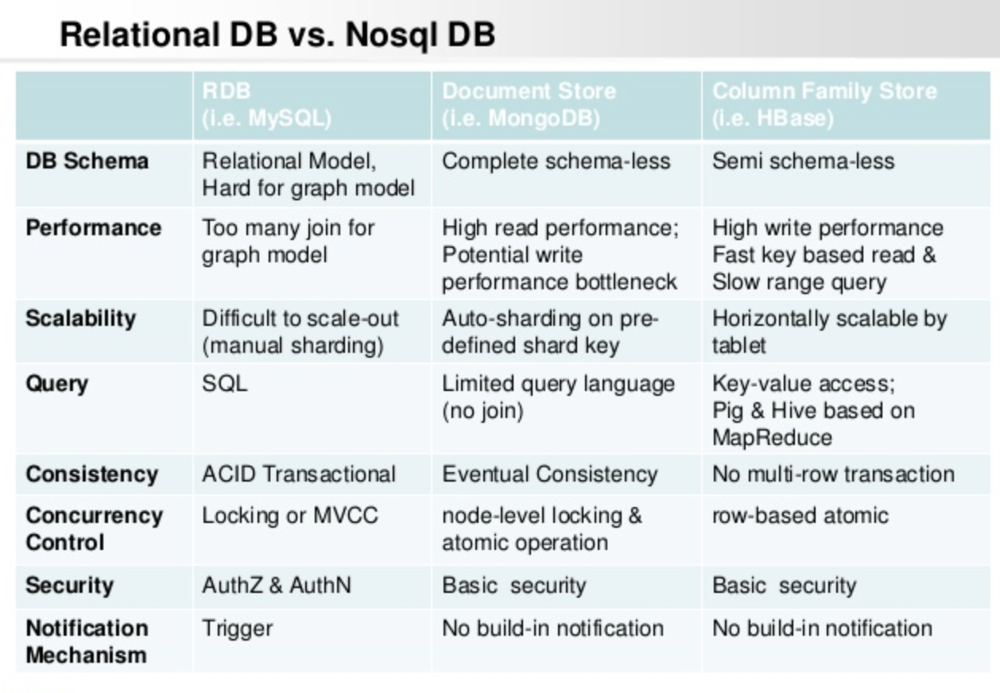 Relational DB vs. Nosql DB
RDB
(i.e. MySQL)
Document Store
(i.e. MongoDB)
Column Family Store
(i.e. HBase)
DB Schema
Relational Model,
Hard for graph model
Complete schema-less
Semi schema-less
Performance
Too many join for
graph model
High read performance;
Potential write
performance bottleneck
High write performance
Fast key based read &
Slow range query
Scalability
Difficult to scale-out
(manual sharding)
Auto-sharding on pre-
defined shard key
Horizontally scalable by
tablet
Query
SQL
Limited query language
(no join)
Key-value access;
Pig & Hive based on
MapReduce
Consistency
ACID Transactional
Eventual Consistency
No multi-row transaction
Concurrency
Control
Locking or MVCC
node-level locking &
atomic operation
row-based atomic
Security
AuthZ & AuthN
Basic  security
Basic  security
Notification
Mechanism
Trigger
No build-in notification
No build-in notification